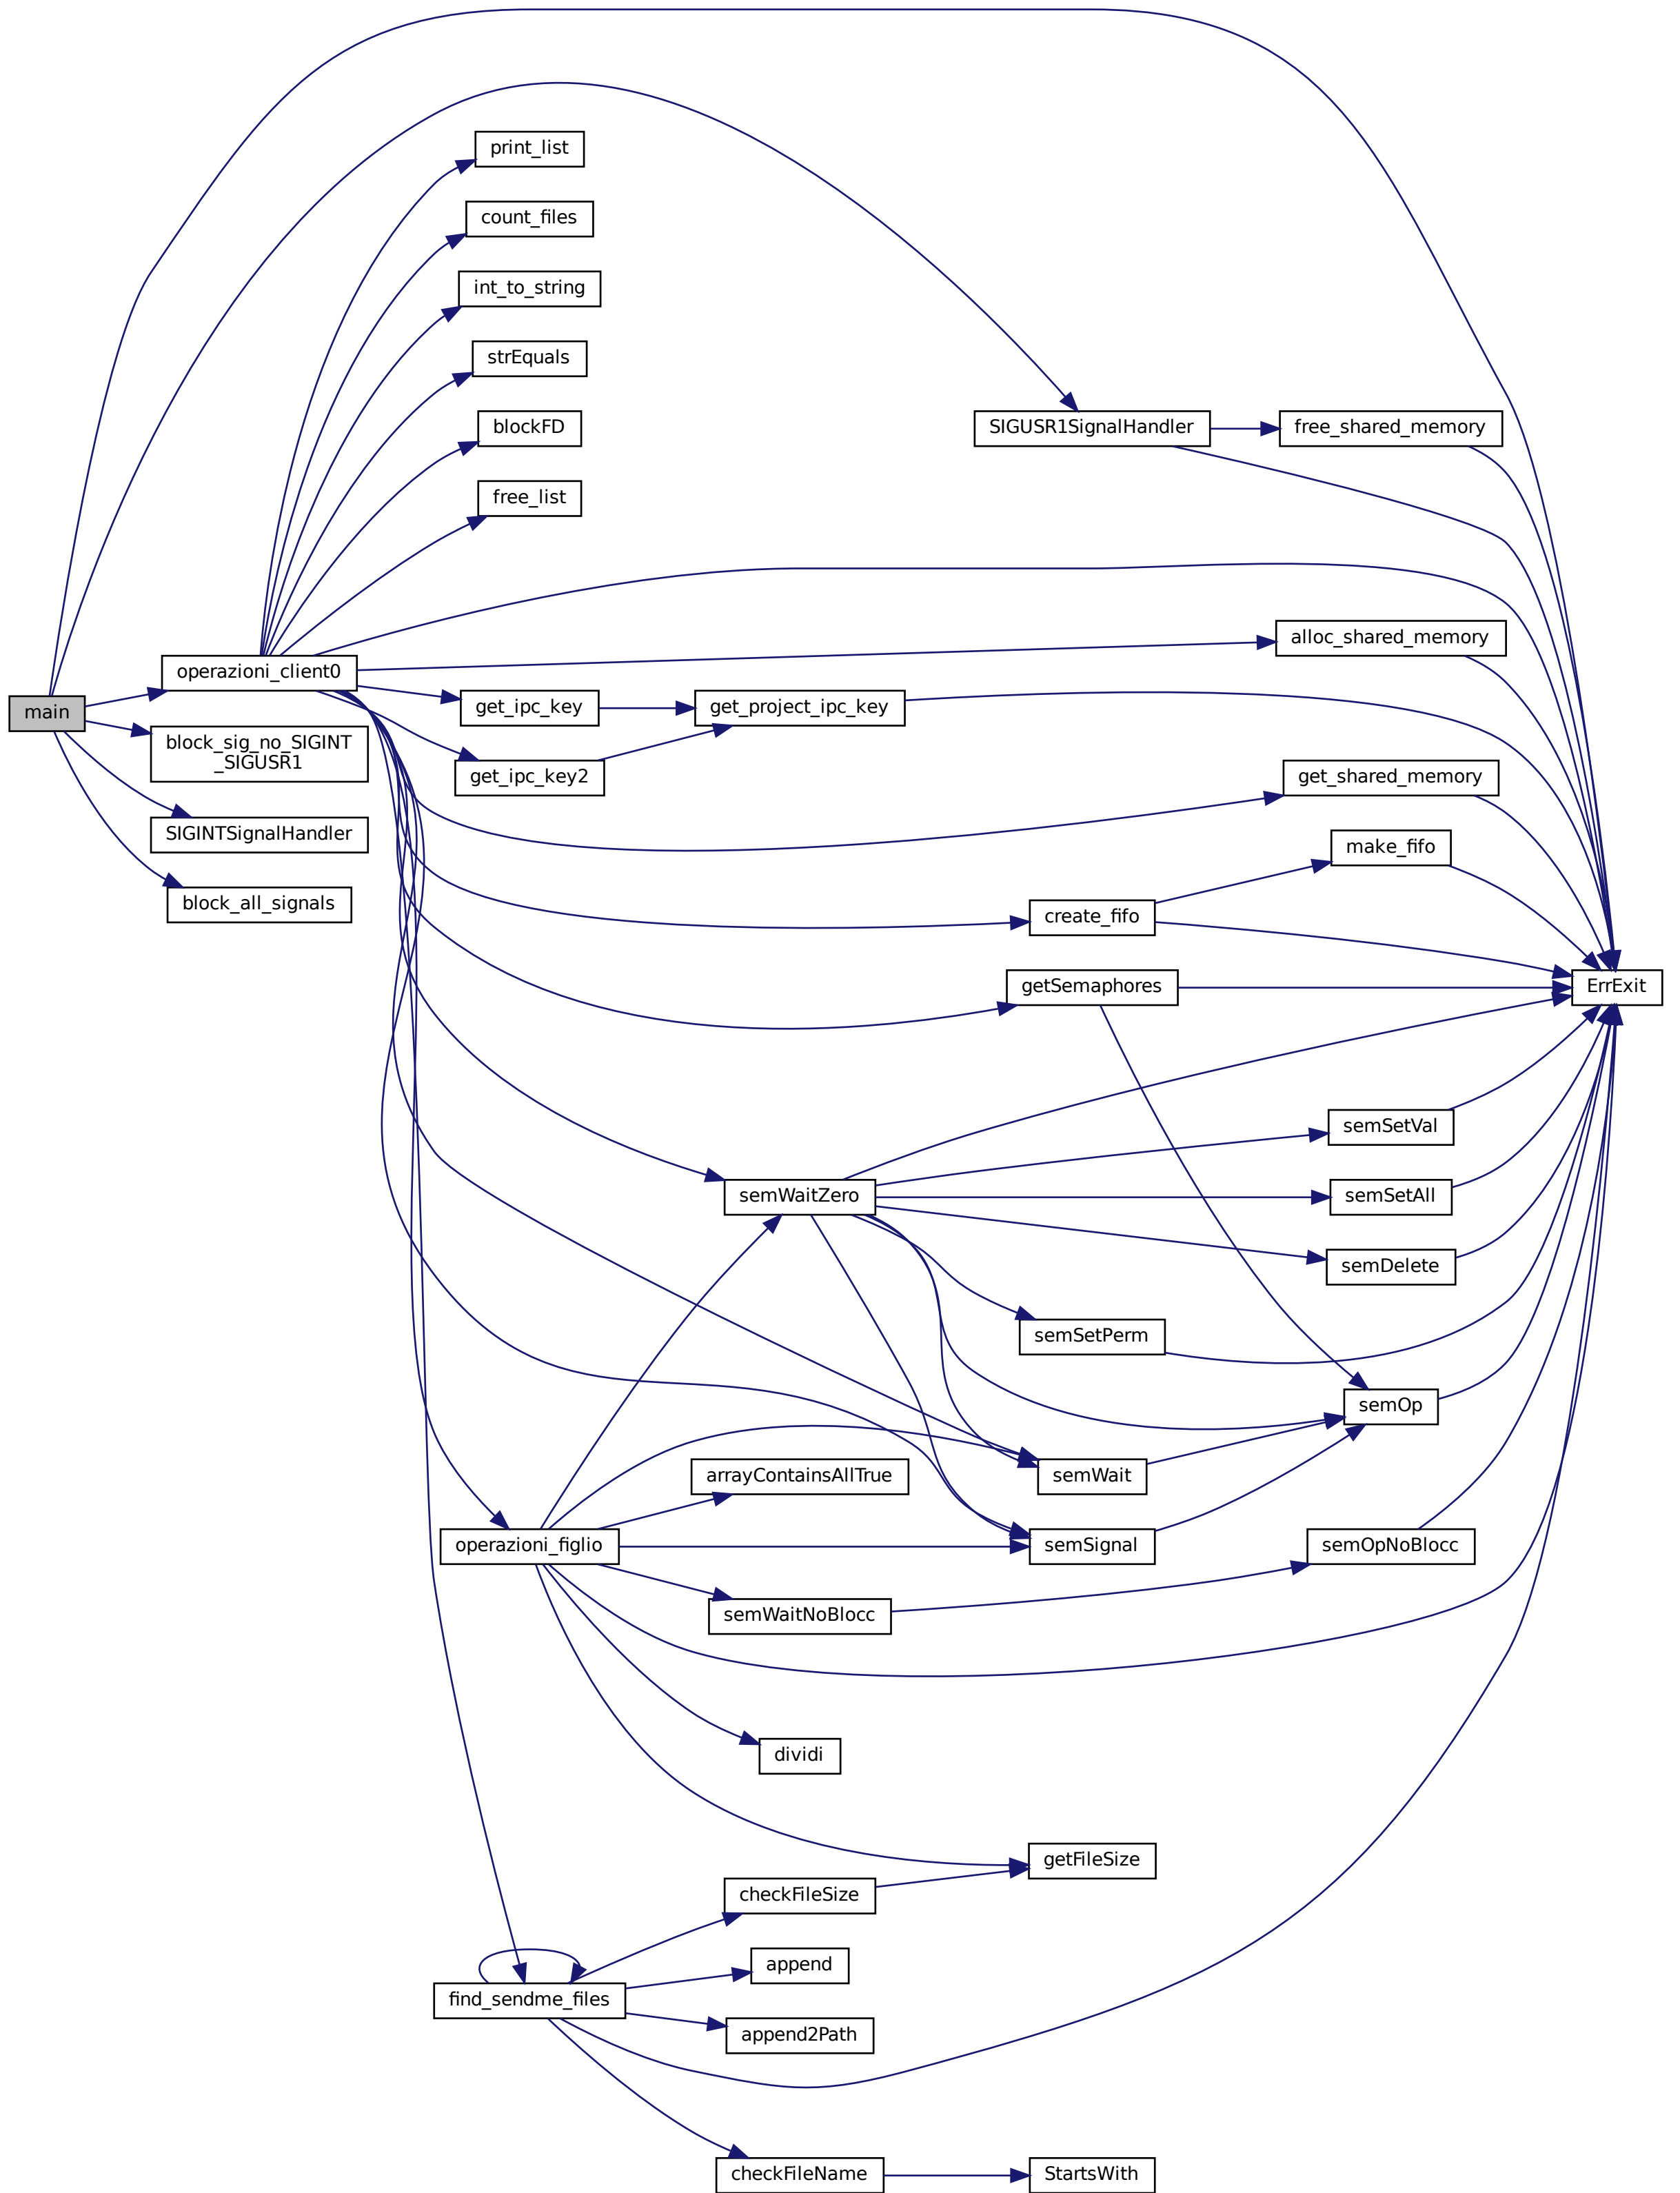 print_list
count_files
int_to_string
strEquals
blockFD
SIGUSR1SignalHandler
free_shared_memory
free_list
alloc_shared_memory
operazioni_client0
main
get_ipc_key
get_project_ipc_key
block_sig_no_SIGINT
_SIGUSR1
get_ipc_key2
get_shared_memory
SIGINTSignalHandler
make_fifo
block_all_signals
create_fifo
getSemaphores
ErrExit
semSetVal
semWaitZero
semSetAll
semDelete
semSetPerm
semOp
arrayContainsAllTrue
semWait
operazioni_figlio
semSignal
semOpNoBlocc
semWaitNoBlocc
dividi
getFileSize
checkFileSize
append
find_sendme_files
append2Path
checkFileName
StartsWith